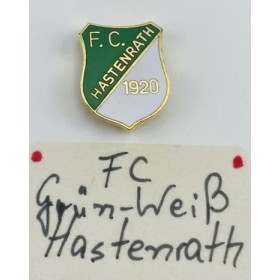 F. C.
HASTENRATH
1920
FC
Grün-Weiß
Hastenrath